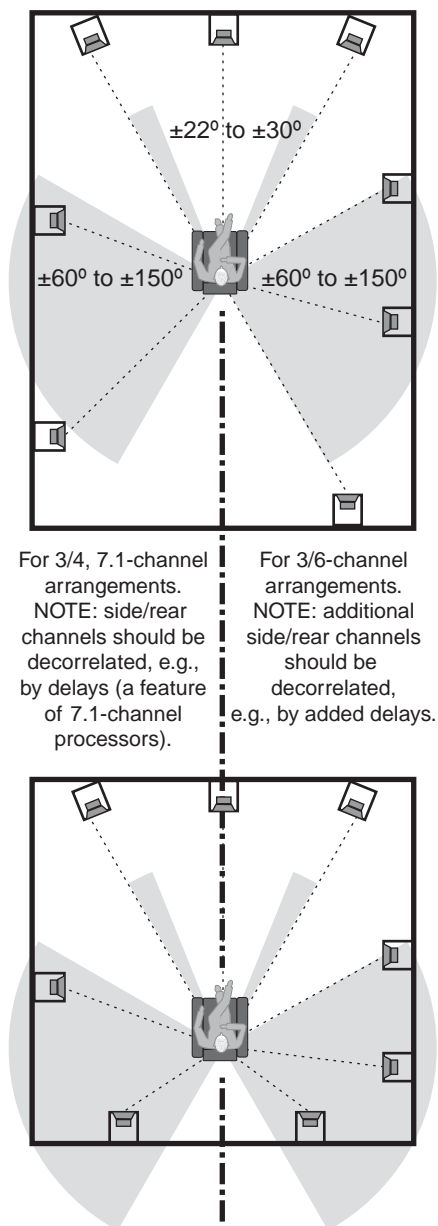 ±22º to ±30º
±60º to ±150º
±60º to ±150º
For 3/4, 7.1-channel
arrangements.
NOTE: side/rear
channels should be
decorrelated, e.g.,
by delays (a feature
of 7.1-channel
processors).
For 3/6-channel
arrangements.
NOTE: additional
side/rear channels
should be
decorrelated,
e.g., by added delays.